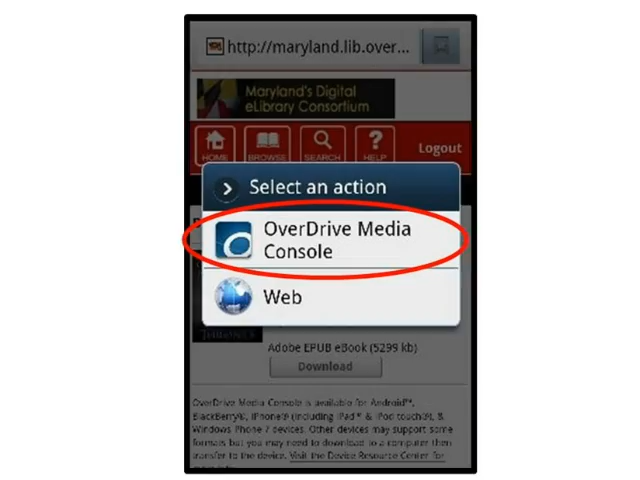 http://maryland.lib.over...
Maryland's Digital
eLibrary Consortium
HOME BROWSE SEARCH HELP Logout
Select an action
OverDrive Media
Console
Web
Adobe EPUB eBook (5299 kb)
Download
OverDrive Media Console is available for Android™,
BlackBerry®, iPhone® (including iPad® & iPod touch®), &
Windows Phone 7 devices. Other devices may support some
formats but you may need to download to a computer then
transfer to the device. Visit the Device Resource Center for